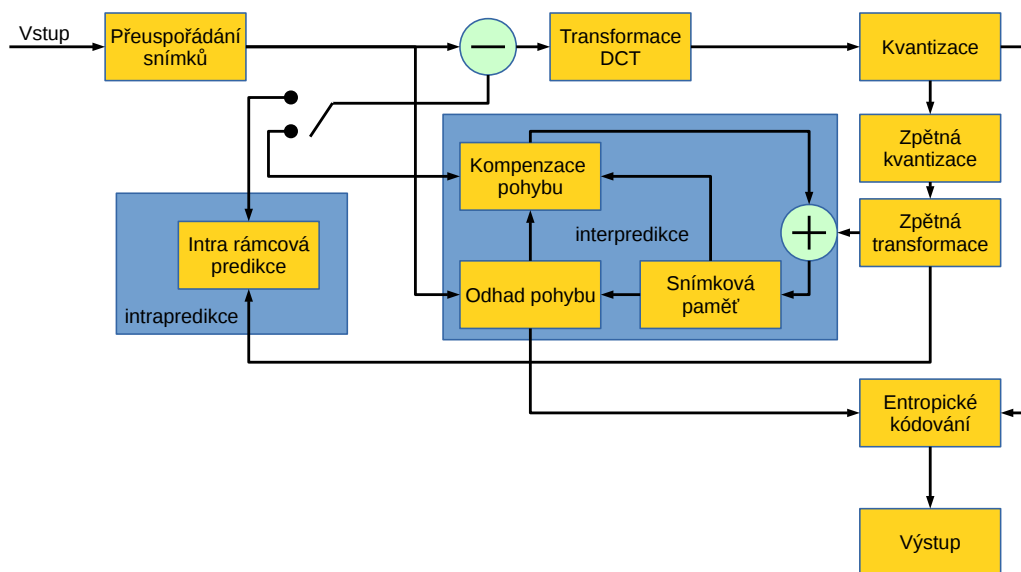 Vstup
Přeuspořádání
snímků
Transformace
DCT
Kvantizace
Zpětná
kvantizace
Kompenzace
pohybu
Zpětná
transformace
Intra rámcová
predikce
interpredikce
Odhad pohybu
Snímková
paměť
intrapredikce
Entropické
kódování
Výstup